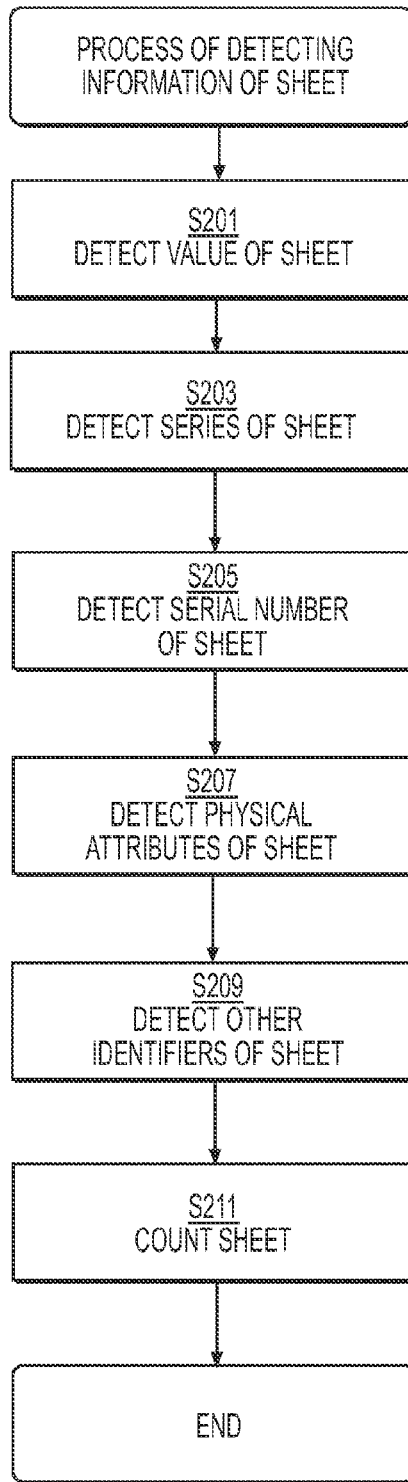 PROCESS OF DETECTING
INFORMATION OF SHEET
S201
DETECT VALUE OF SHEET
S203
DETECT SERIES OF SHEET
S205
DETECT SERIAL NUMBER
OF SHEET
S207
DETECT PHYSICAL
ATTRIBUTES OF SHEET
S209
DETECT OTHER
IDENTIFIERS OF SHEET
S211
COUNT SHEET
END